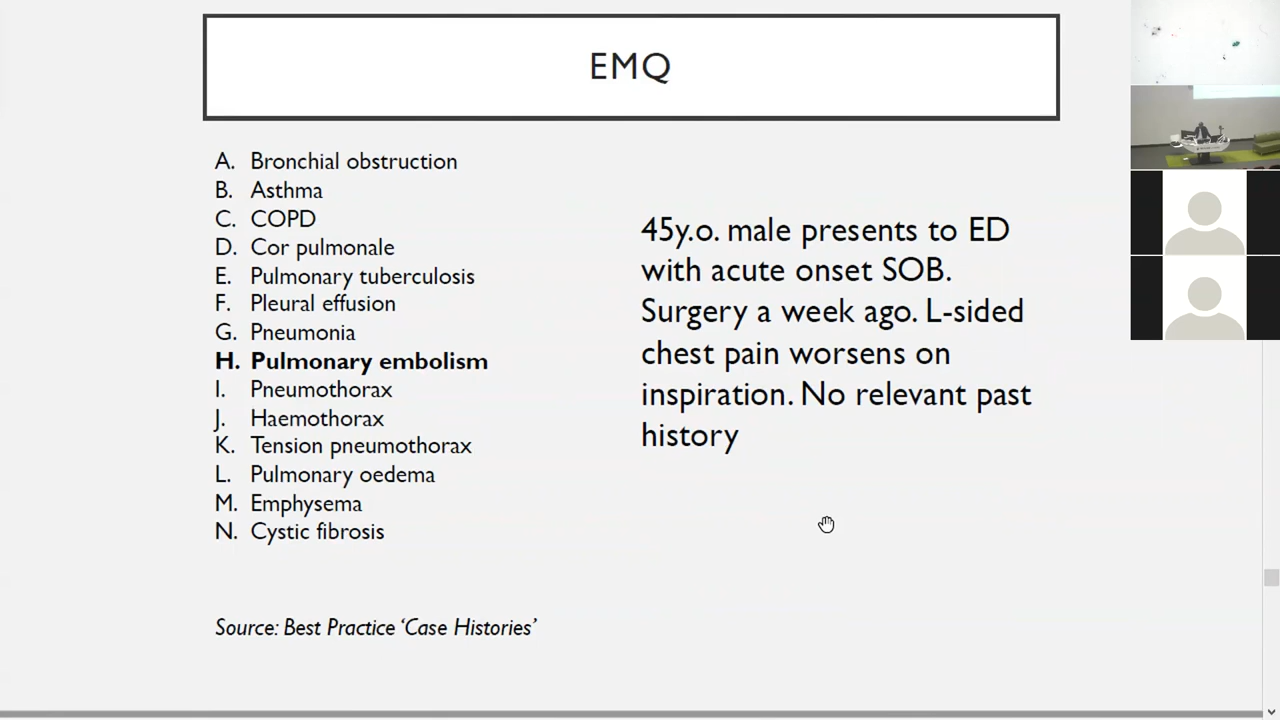 EMQ
A. Bronchial obstruction
B. Asthma
C. COPD
D. Cor pulmonale
E. Pulmonary tuberculosis
F. Pleural effusion
G. Pneumonia
H. Pulmonary embolism
I. Pneumothorax
J. Haemothorax
K. Tension pneumothorax
L. Pulmonary oedema
M. Emphysema
N. Cystic fibrosis
45y.o. male presents to ED
with acute onset SOB.
Surgery a week ago. L-sided
chest pain worsens on
inspiration. No relevant past
history
Source: Best Practice ‘Case Histories’